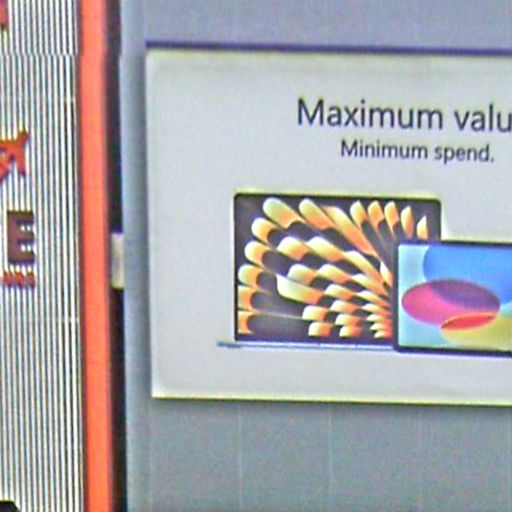 Maximum valu
Minimum spend.
E